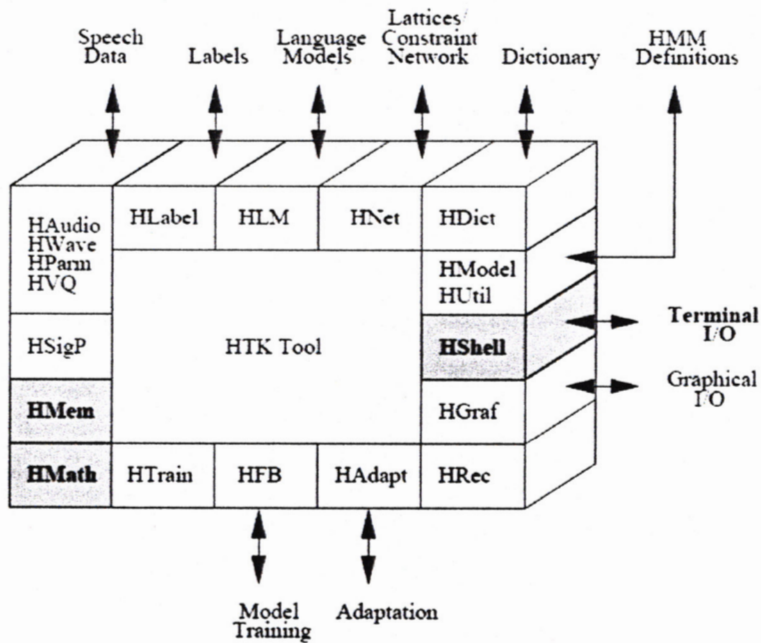 Speech
Data
Labels
Language
Models
Lattices/
Constraint
Network
Dictionary
HMM
Definitions
HAudio
HWave
HParm
HVQ
HLabel
HLM
HNet
HDict
HModel
HUtil
HSigP
HTK Tool
HShell
Terminal
I/O
Graphical
I/O
HMem
HGraf
HMath
HTrain
HFB
HAdapt
HRec
Model
Training
Adaptation